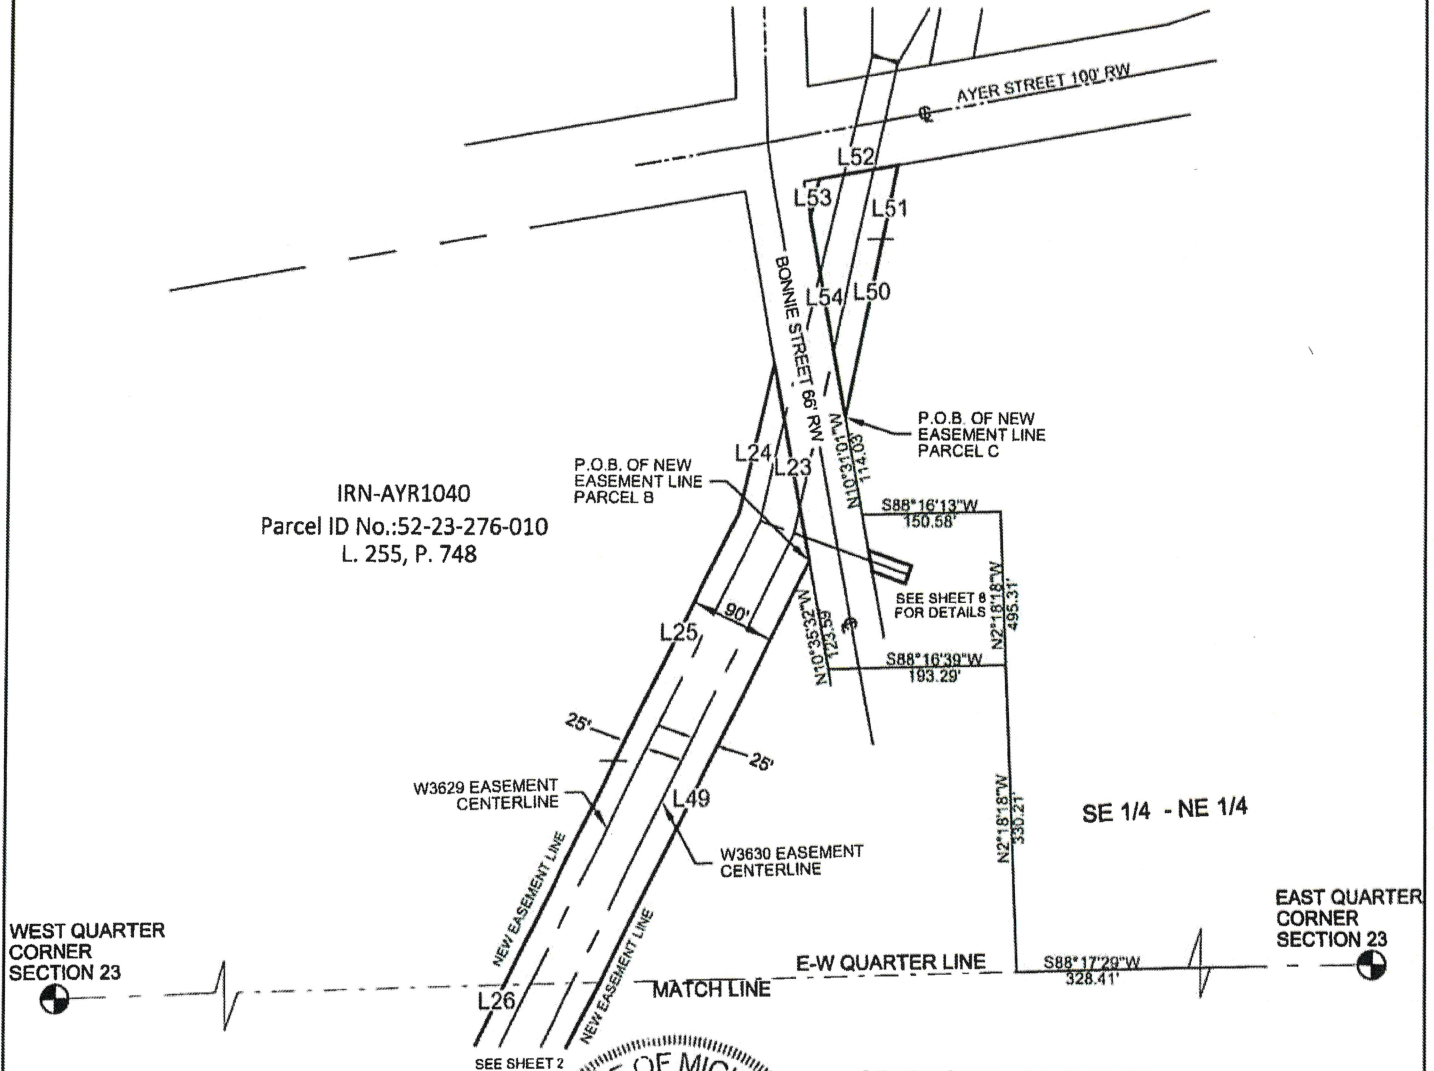 AYER STREET 100' RW
L52
L53
L51
L54
L50
BONNIE STREET 66' RW
L24
L23
P.O.B. OF NEW
EASEMENT LINE
PARCEL C
P.O.B. OF NEW
EASEMENT LINE
PARCEL B
N10°31'01"W
114.03'
IRN-AYR1040
Parcel ID No.:52-23-276-010
L. 255, P. 748
S88°16'13"W
150.58'
SEE SHEET 8
FOR DETAILS
N2°18'18"W
495.31'
90'
L25
N10°35'32"W
123.59'
S88°16'39"W
193.29'
25'
25'
W3629 EASEMENT
CENTERLINE
L49
W3630 EASEMENT
CENTERLINE
N2°18'18"W
330.21'
SE 1/4 - NE 1/4
NEW EASEMENT LINE
NEW EASEMENT LINE
WEST QUARTER
CORNER
SECTION 23
EAST QUARTER
CORNER
SECTION 23
E-W QUARTER LINE
S88°17'29"W
328.41'
MATCH LINE
L26
SEE SHEET 2
OF